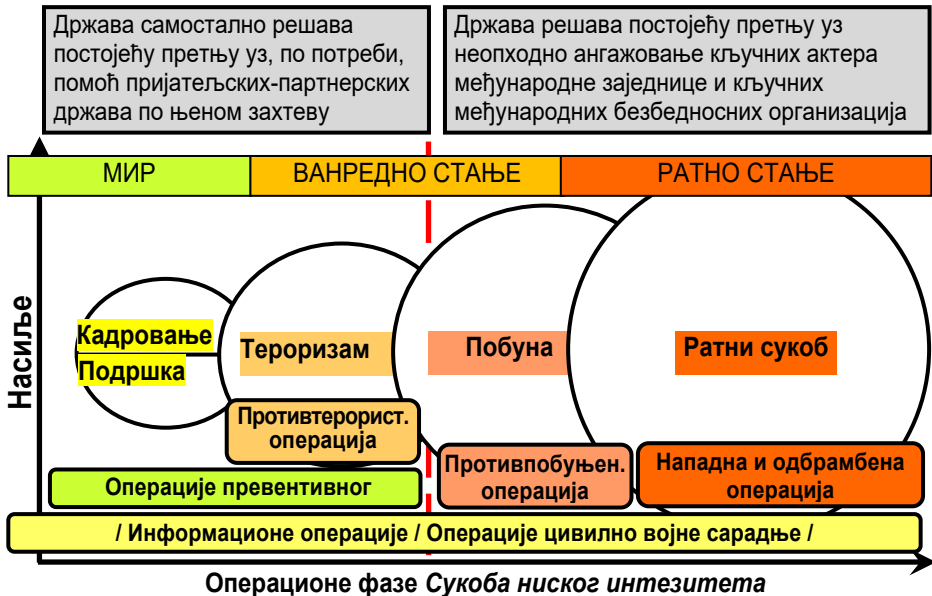 Држава самостално решава
постојећу претњу уз, по потреби,
помоћ пријатељских-партнерских
држава по њеном захтеву
Држава решава постојећу претњу уз
неопходно ангажовање кључних актера
међународне заједнице и кључних
међународних безбедносних организација
МИР
ВАНРЕДНО СТАЊЕ
РАТНО СТАЊЕ
Насиље
Кадровање
Подршка
Тероризам
Побуна
Ратни сукоб
Противтерорист.
операција
Противпобуњен.
операција
Нападна и одбрамбена
операција
Операције превентивног
/ Информационе операције / Операције цивилно војне сарадње /
Операционе фазе Сукоба ниског интезитета